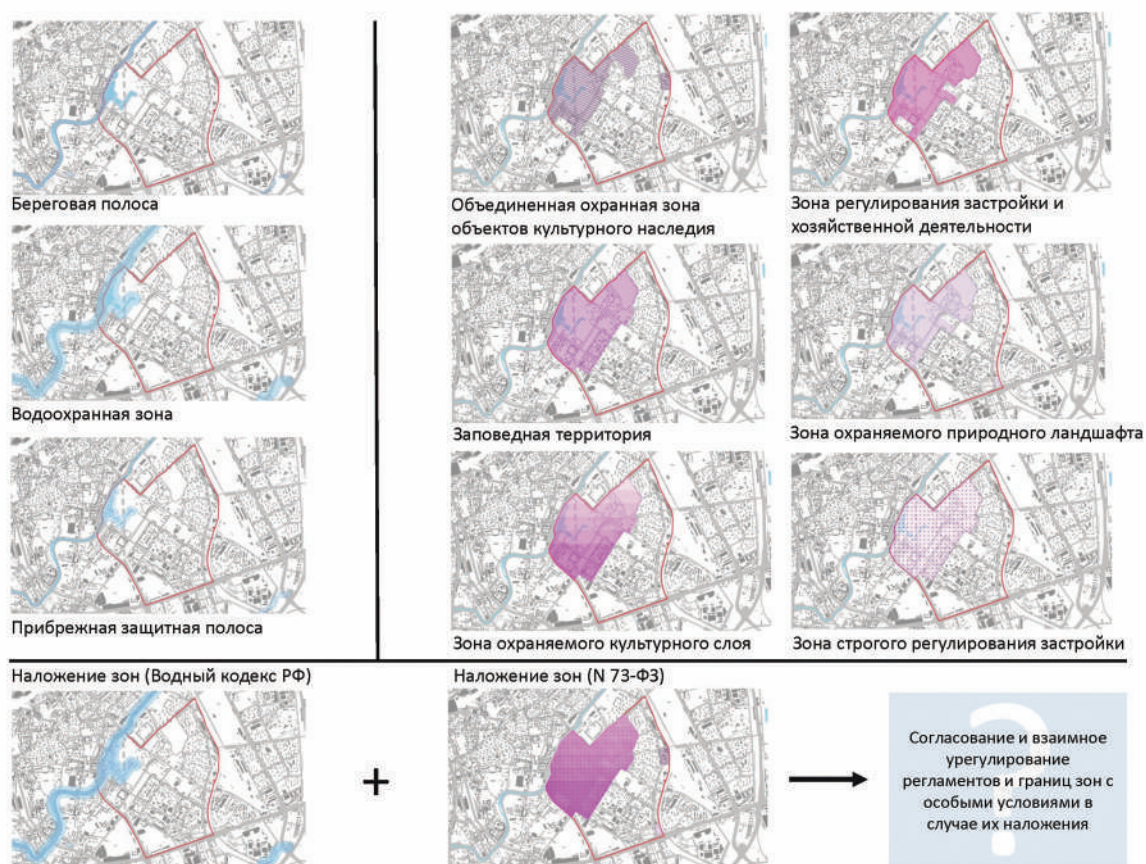 Береговая полоса
Водоохранная зона
Прибрежная защитная полоса
Объединенная охранная зона
объектов культурного наследия
Зона регулирования застройки и
хозяйственной деятельности
Заповедная территория
Зона охраняемого природного ландшафта
Зона охраняемого культурного слоя
Зона строгого регулирования застройки
Наложение зон (Водный кодекс РФ)
Наложение зон (N 73-ФЗ)
+
?
Согласование и взаимное
урегулирование
регламентов и границ зон с
особыми условиями в
случае их наложения